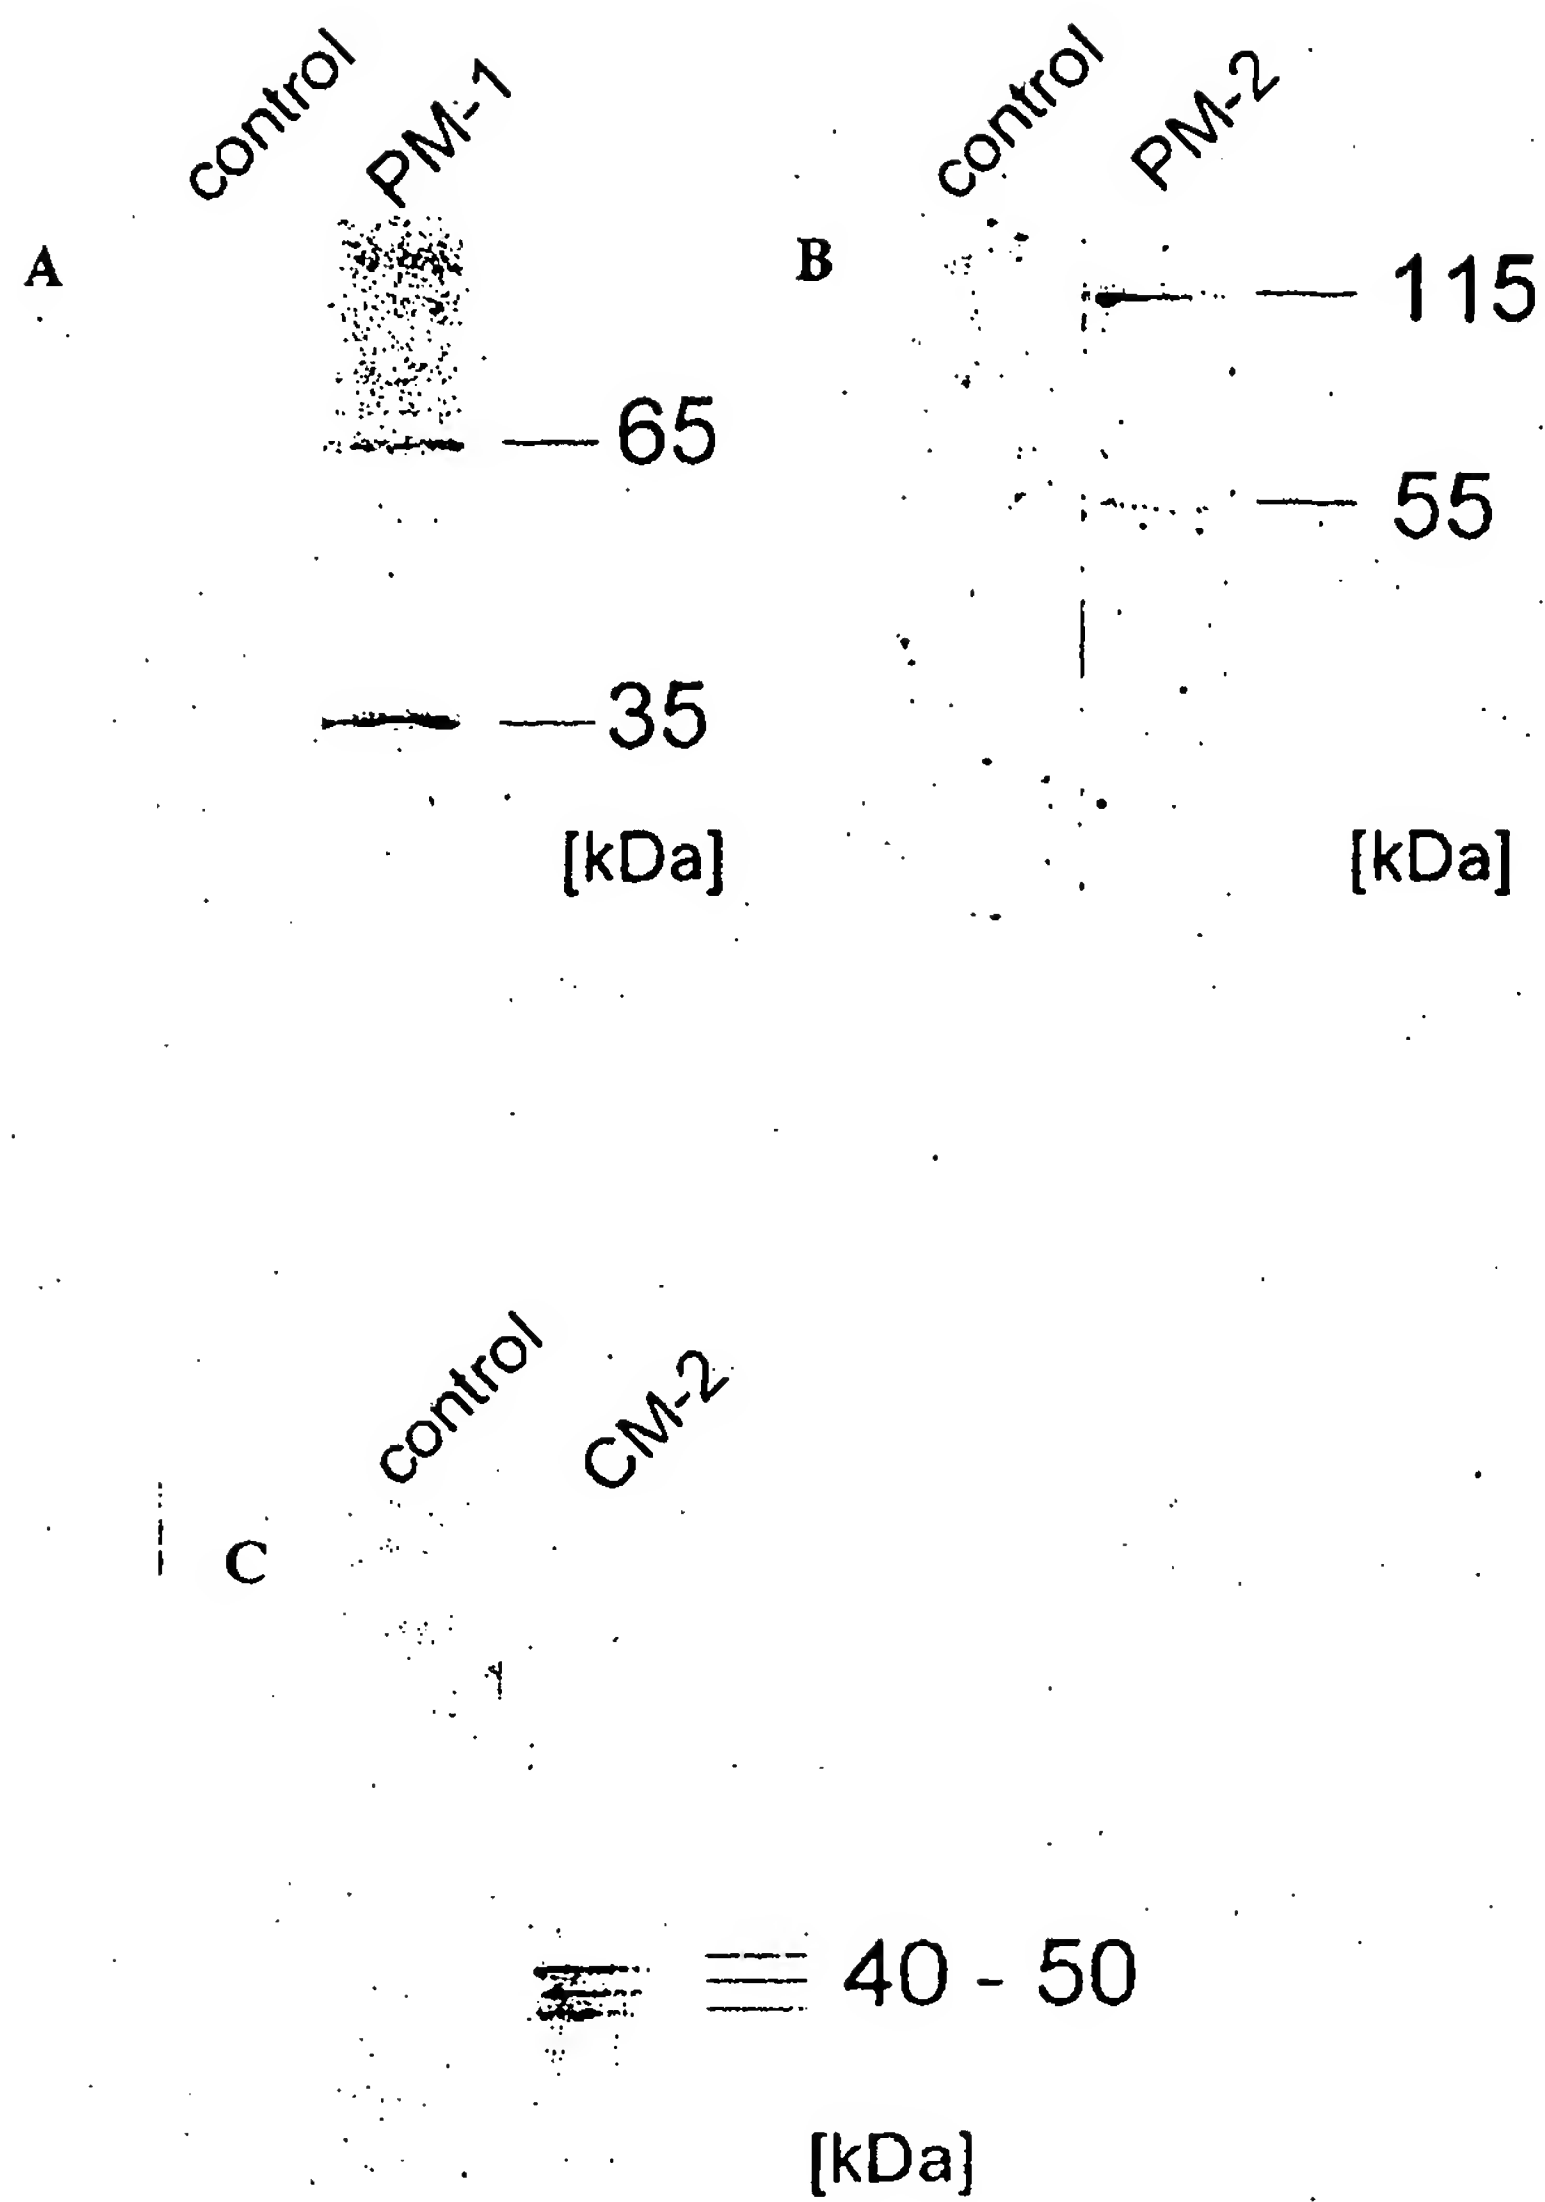 control PM-1
A
65
35
[kDa]
control PM-2
B
115
55
[kDa]
control CM-2
C
40 - 50
[kDa]